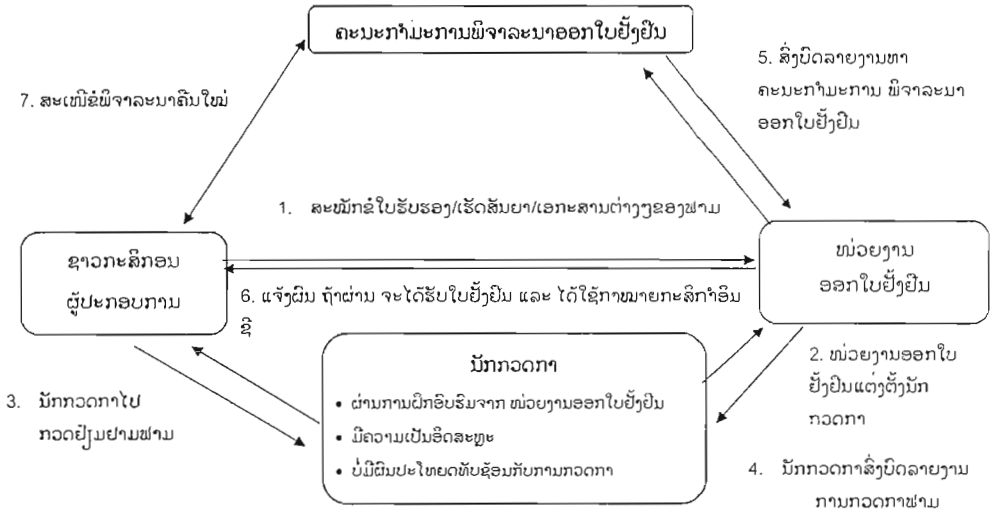 ຄະນະກຳມະການພິຈາລະນາອອກໃບຢັ້ງຢືນ
5. ສົ່ງບົດລາຍງານຫາ
ຄະນະກຳມະການ ພິຈາລະນາ
ອອກໃບຢັ້ງຢືນ
7. ສະເໜີຂໍພິຈາລະນາຄືນໃໝ່
1. ສະໝັກຂໍໃບຮັບຮອງ/ເຮັດສັນຍາ/ເອກະສານຕ່າງໆຂອງຟາມ
ຊາວກະສິກອນ
ຜູ້ປະກອບການ
ໜ່ວຍງານ
ອອກໃບຢັ້ງຢືນ
6. ແຈ້ງຜົນ ຖ້າຜ່ານ ຈະໄດ້ຮັບໃບຢັ້ງຢືນ ແລະ ໄດ້ໃຊ້ກາໝາຍກະສິກຳອິນ
ຊີ
ນັກກວດກາ
• ຜ່ານການຝຶກອົບຮົມຈາກ ໜ່ວຍງານອອກໃບຢັ້ງຢືນ
• ມີຄວາມເປັນອິດສະຫຼະ
• ບໍ່ມີຜົນປະໂຫຍດທັບຊ້ອນກັບການກວດກາ
2. ໜ່ວຍງານອອກໃບ
ຢັ້ງຢືນແຕ່ງຕັ້ງນັກ
ກວດກາ
3. ນັກກວດກາໄປ
ກວດຢ້ຽມຢາມຟາມ
4. ນັກກວດກາສົ່ງບົດລາຍງານ
ການກວດກາຟາມ